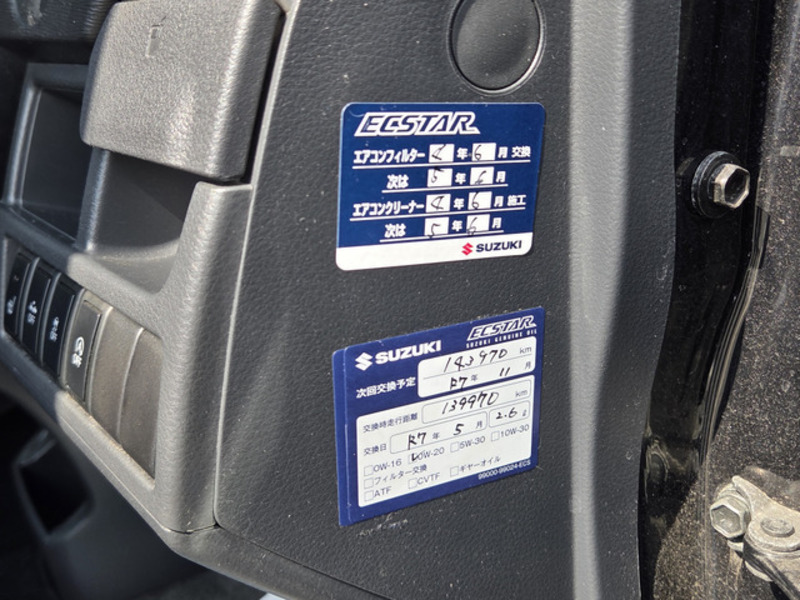 ECSTAR
エアコンフィルター 4 年 6 月 交換
次は 5 年 6 月
エアコンクリーナー 4 年 6 月 施工
次は 5 年 6 月
SUZUKI
SUZUKI
ECSTAR
SUZUKI GENUINE OIL
次回交換予定 143970 km
R7 年 11 月
交換時走行距離 139970 km
交換日 R7 年 5 月 2.6 ℓ
□0W-16 ☑0W-20 □5W-30 □10W-30
□フィルター交換 □ギヤーオイル
□ATF □CVTF
99000-99024-ECS